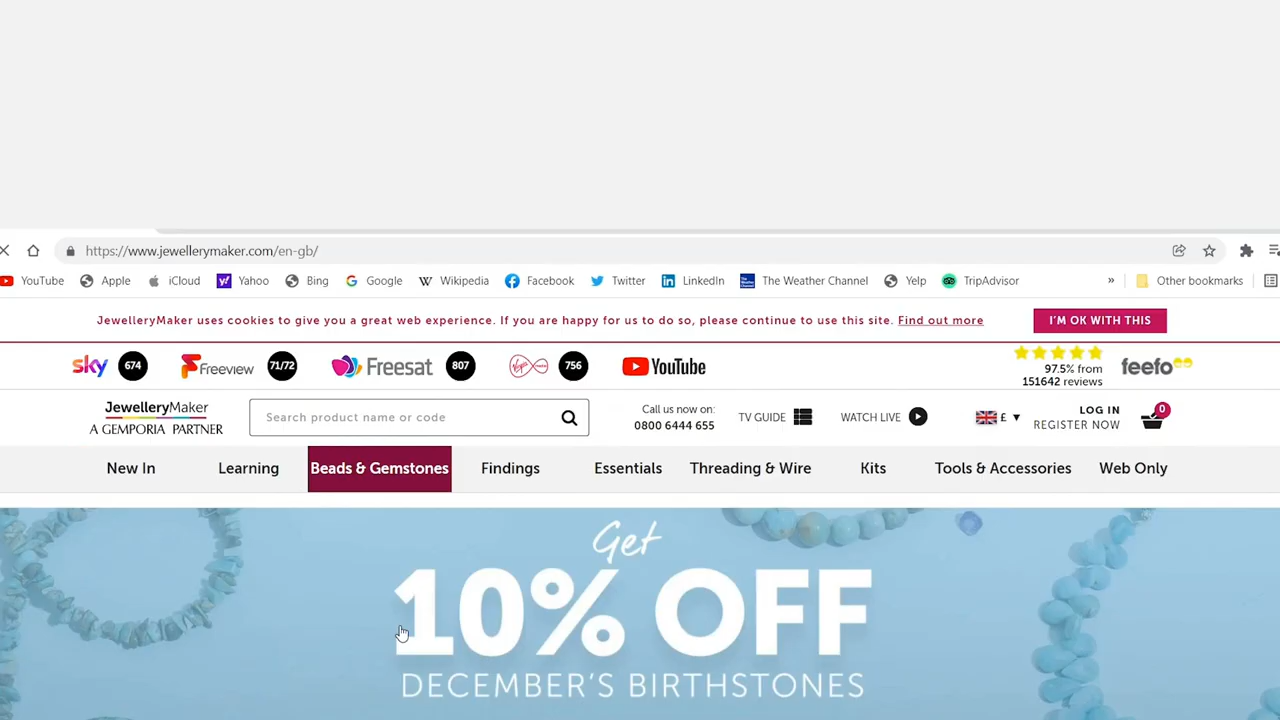 https://www.jewellerymaker.com/en-gb/
YouTube Apple iCloud Yahoo Bing Google Wikipedia Facebook Twitter LinkedIn The Weather Channel Yelp TripAdvisor » Other bookmarks
JewelleryMaker uses cookies to give you a great web experience. If you are happy for us to do so, please continue to use this site. Find out more
I'M OK WITH THIS
sky 674 Freeview 71/72 Freesat 807 Virgin media 756 YouTube
97.5% from
151642 reviews
feefo
JewelleryMaker
A GEMPORIA PARTNER
Search product name or code
Call us now on:
0800 6444 655
TV GUIDE
WATCH LIVE
£
LOG IN
REGISTER NOW
0
New In Learning Beads & Gemstones Findings Essentials Threading & Wire Kits Tools & Accessories Web Only
Get
10% OFF
DECEMBER'S BIRTHSTONES